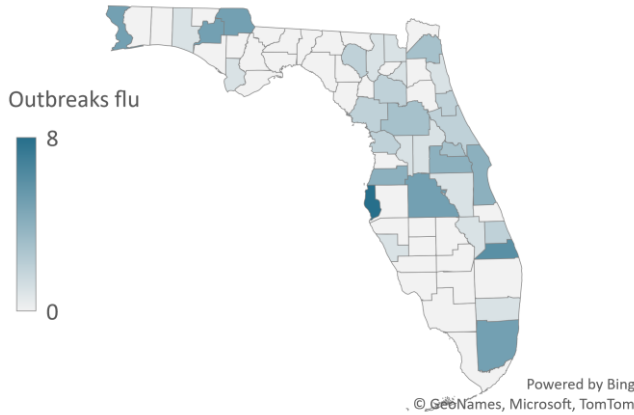 Outbreaks flu
8
0
Powered by Bing
© GeoNames, Microsoft, TomTom